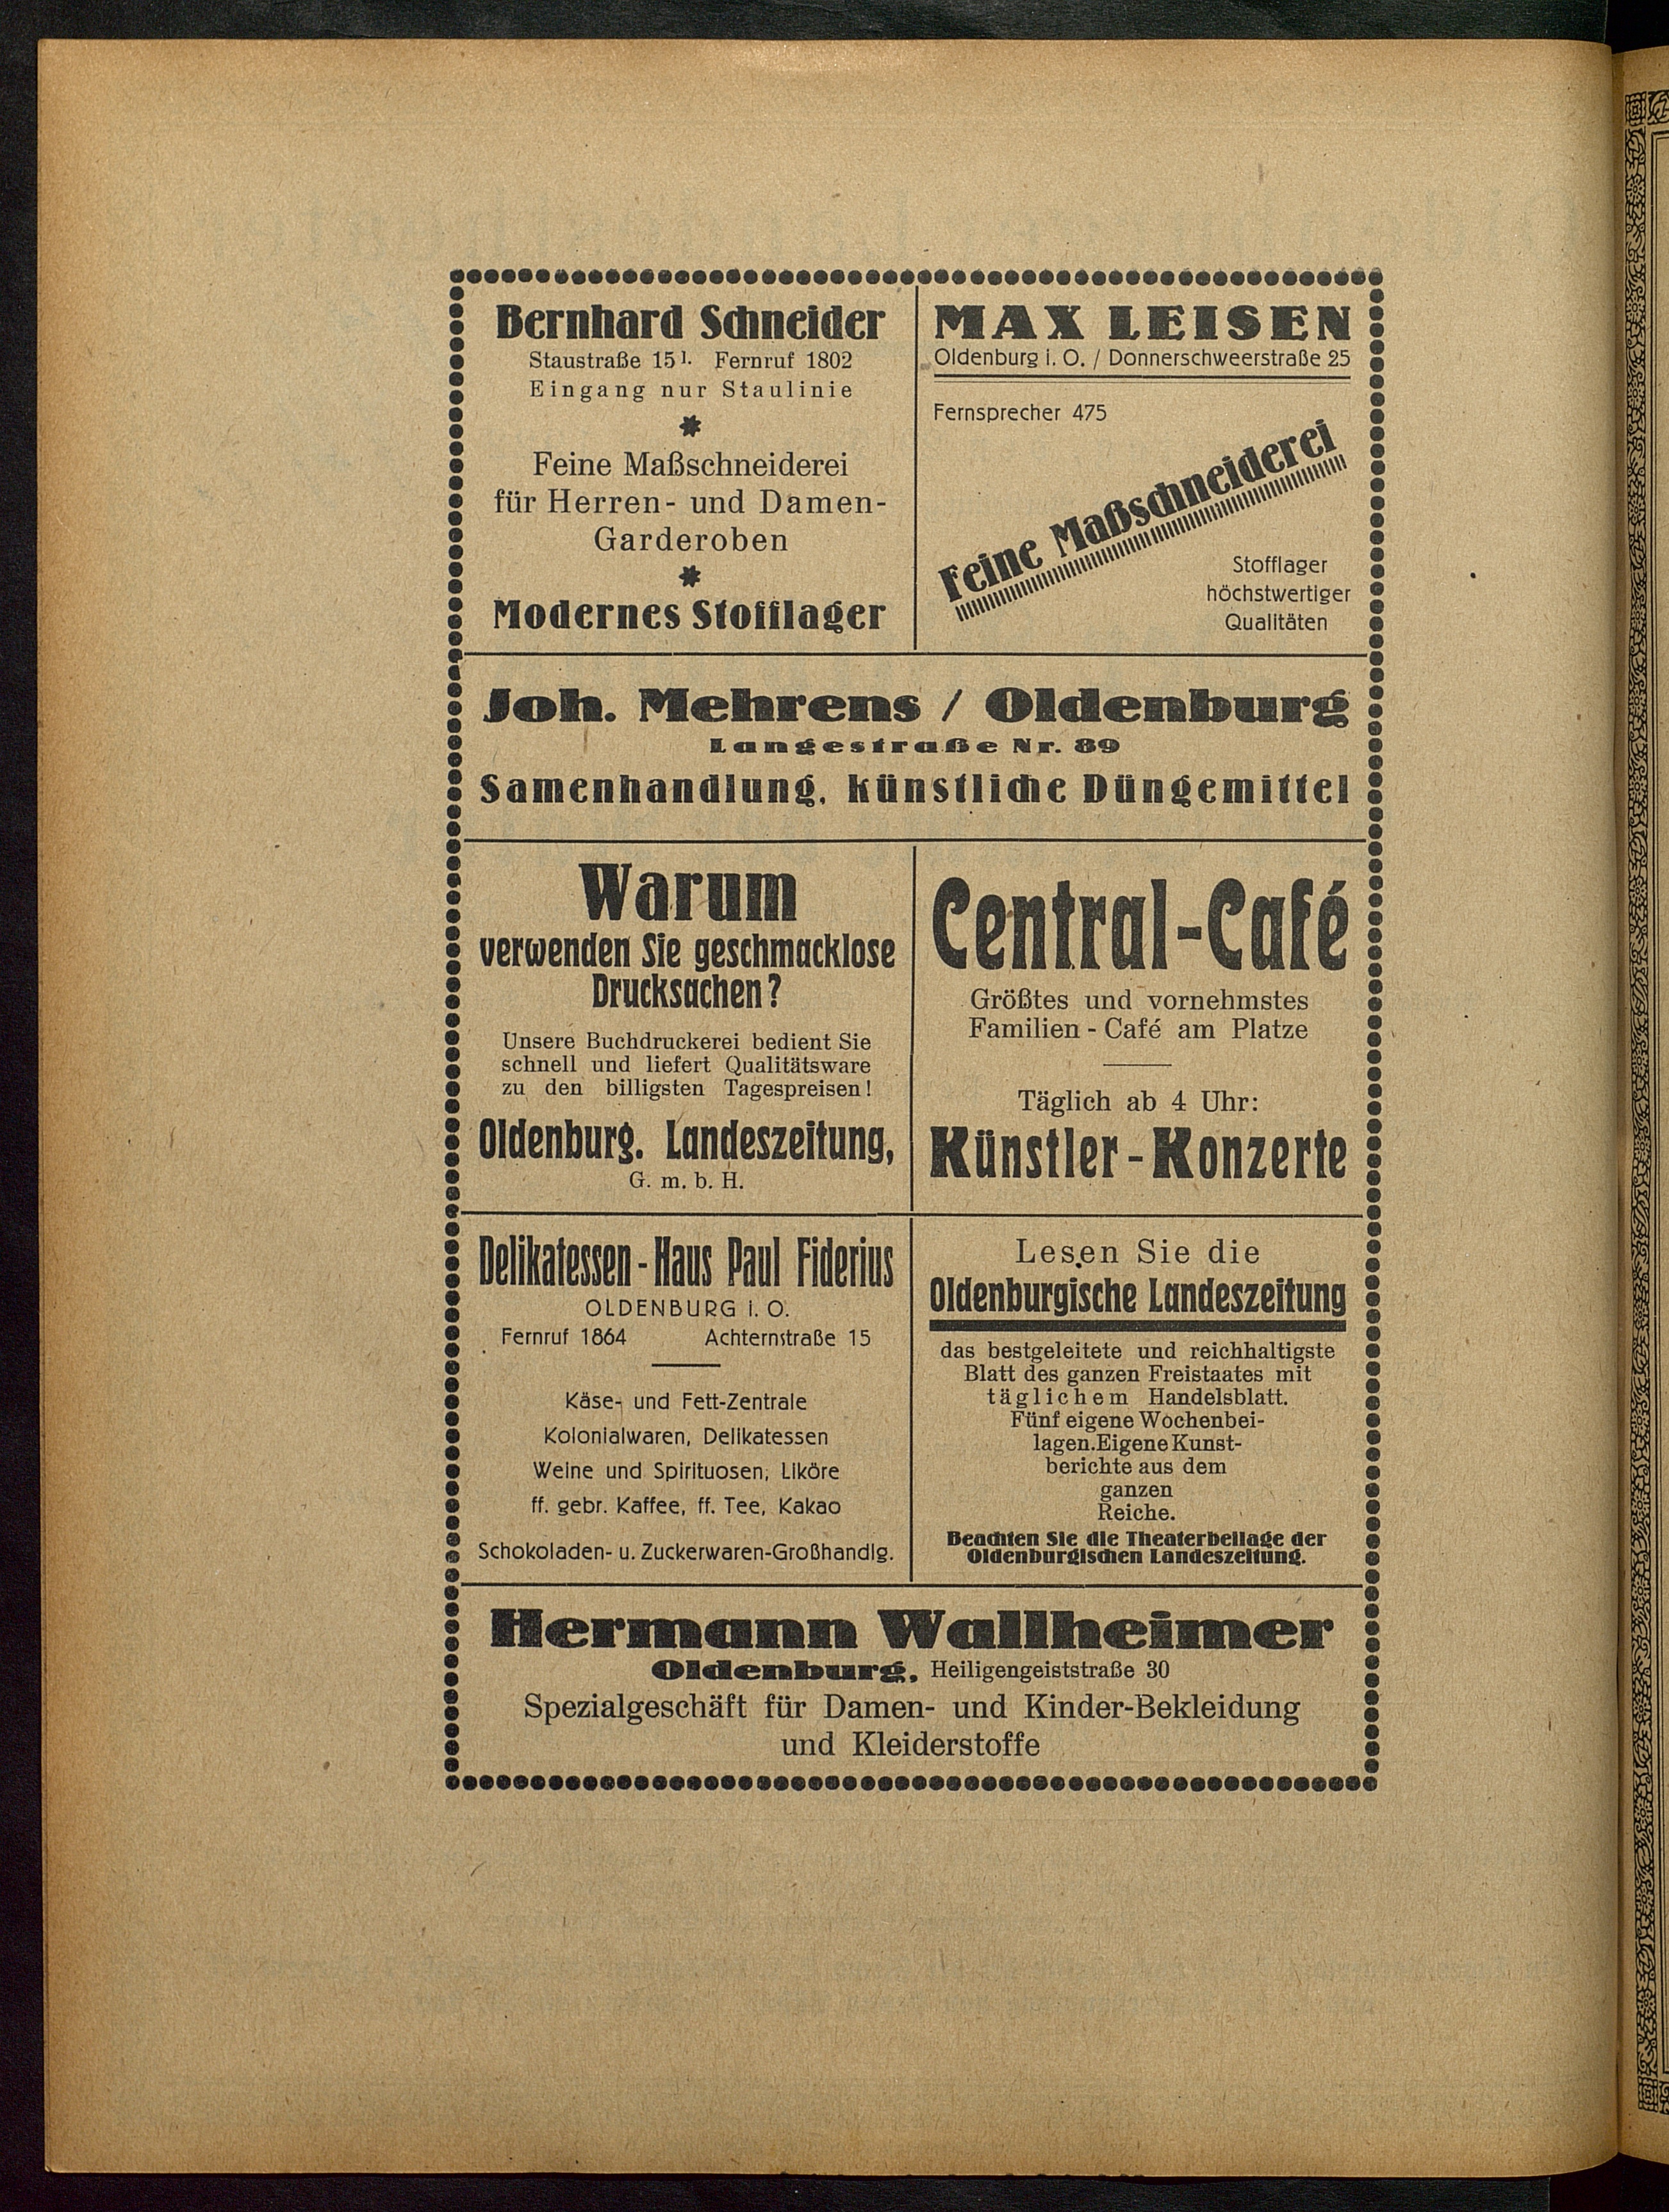 Bernhard Schneider
Staustraße 15 I. Fernruf 1802
Eingang nur Staulinie
Feine Maßschneiderei
für Herren- und Damen-
Garderoben
Modernes Stofflager
MAX LEISEN
Oldenburg i. O. / Donnerschweerstraße 25
Fernsprecher 475
Feine Maßschneiderei
Stofflager
höchstwertiger
Qualitäten
Joh. Mehrens / Oldenburg
Langestraße Nr. 89
Samenhandlung, künstliche Düngemittel
Warum
verwenden Sie geschmacklose
Drucksachen?
Unsere Buchdruckerei bedient Sie
schnell und liefert Qualitätsware
zu den billigsten Tagespreisen!
Oldenburg. Landeszeitung,
G. m. b. H.
Central-Café
Größtes und vornehmstes
Familien-Café am Platze
Täglich ab 4 Uhr:
Künstler-Konzerte
Delikatessen-Haus Paul Fiderius
OLDENBURG i. O.
Fernruf 1864 Achternstraße 15
Käse- und Fett-Zentrale
Kolonialwaren, Delikatessen
Weine und Spirituosen, Liköre
ff. gebr. Kaffee, ff. Tee, Kakao
Schokoladen- u. Zuckerwaren-Großhandlg.
Lesen Sie die
Oldenburgische Landeszeitung
das bestgeleitete und reichhaltigste
Blatt des ganzen Freistaates mit
täglichem Handelsblatt.
Fünf eigene Wochenbei-
lagen. Eigene Kunst-
berichte aus dem
ganzen
Reiche.
Beachten Sie die Theaterbeilage der
Oldenburgischen Landeszeitung.
Hermann Wallheimer
Oldenburg, Heiligengeiststraße 30
Spezialgeschäft für Damen- und Kinder-Bekleidung
und Kleiderstoffe